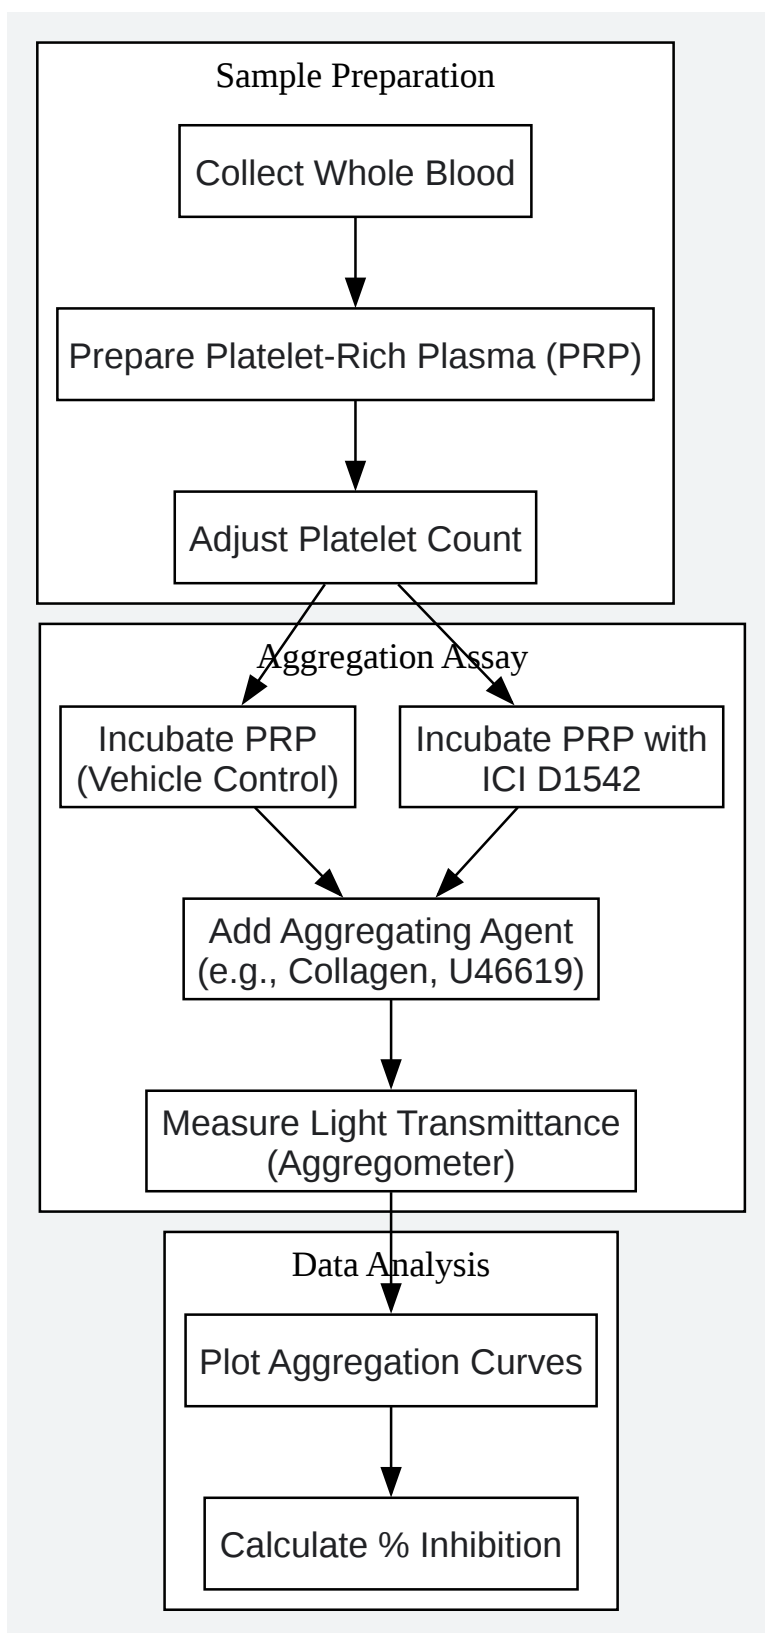 Sample Preparation
Collect Whole Blood
Prepare Platelet-Rich Plasma (PRP)
Adjust Platelet Count
Aggregation Assay
Incubate PRP
(Vehicle Control)
Incubate PRP with
ICI D1542
Add Aggregating Agent
(e.g., Collagen, U46619)
Measure Light Transmittance
(Aggregometer)
Data Analysis
Plot Aggregation Curves
Calculate % Inhibition